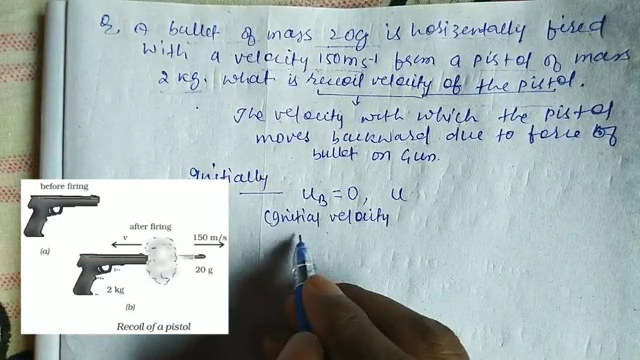 Q. A bullet of mass 20g is horizontally fired
with a velocity 150ms-1 from a pistol of mass
2 kg. what is recoil velocity of the pistol.
The velocity with which the pistol
moves backward due to force of
bullet on Gun.
Initially
uB = 0, u
(Initial velocity
before firing
(a)
after firing
v
150 m/s
20 g
2 kg
(b)
Recoil of a pistol